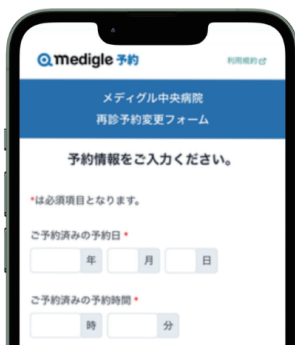 medigle 予約
利用規約
メディグル中央病院
再診予約変更フォーム
予約情報をご入力ください。
*は必須項目となります。
ご予約済みの予約日 *
年 月 日
ご予約済みの予約時間 *
時 分